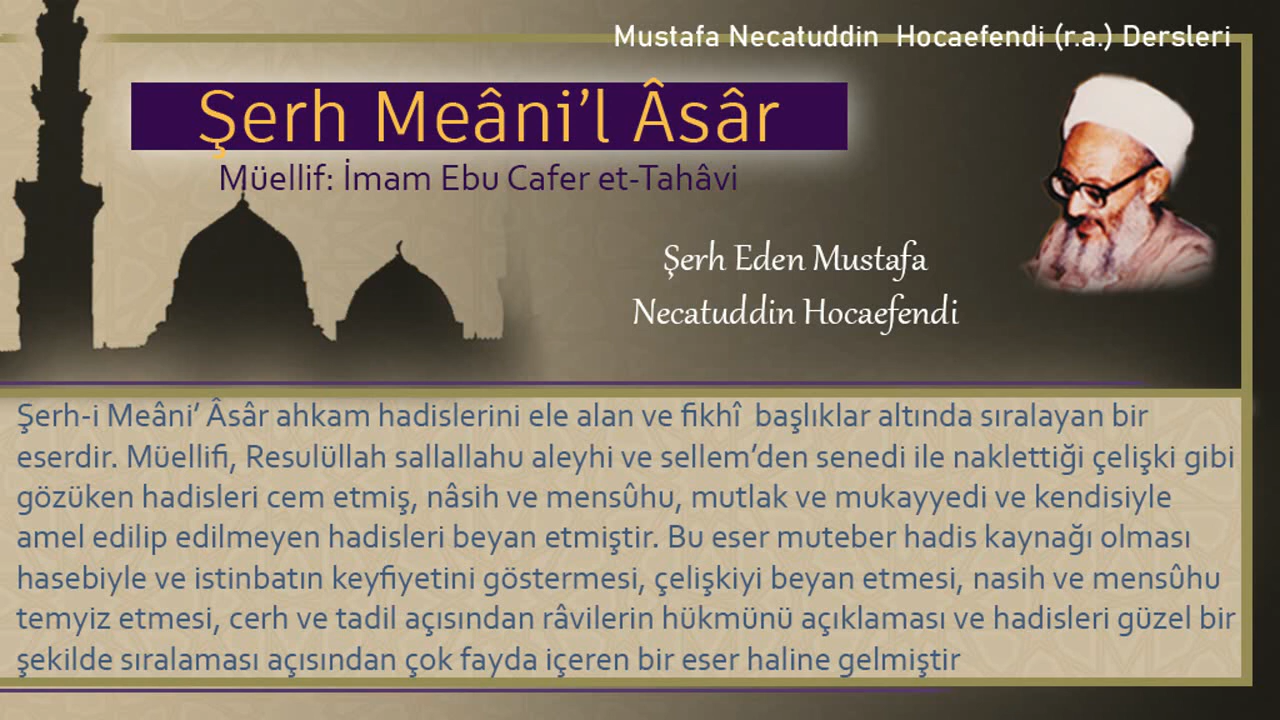 Mustafa Necatuddin Hocaefendi (r.a.) Dersleri
Şerh Meâni’l Âsâr
Müellif: İmam Ebu Cafer et-Tahâvi
Şerh Eden Mustafa
Necatuddin Hocaefendi
Şerh-i Meâni’ Âsâr ahkam hadislerini ele alan ve fikhî başlıklar altında sıralayan bir
eserdir. Müellifi, Resulüllah sallallahu aleyhi ve sellem’den senedi ile naklettiği çelişki gibi
gözüken hadisleri cem etmiş, nâsih ve mensûhu, mutlak ve mukayyedi ve kendisiyle
amel edilip edilmeyen hadisleri beyan etmiştir. Bu eser muteber hadis kaynağı olması
hasebiyle ve istinbatın keyfiyetini göstermesi, çelişkiyi beyan etmesi, nasih ve mensûhu
temyiz etmesi, cerh ve tadil açısından râvilerin hükmünü açıklaması ve hadisleri güzel bir
şekilde sıralaması açısından çok fayda içeren bir eser haline gelmiştir